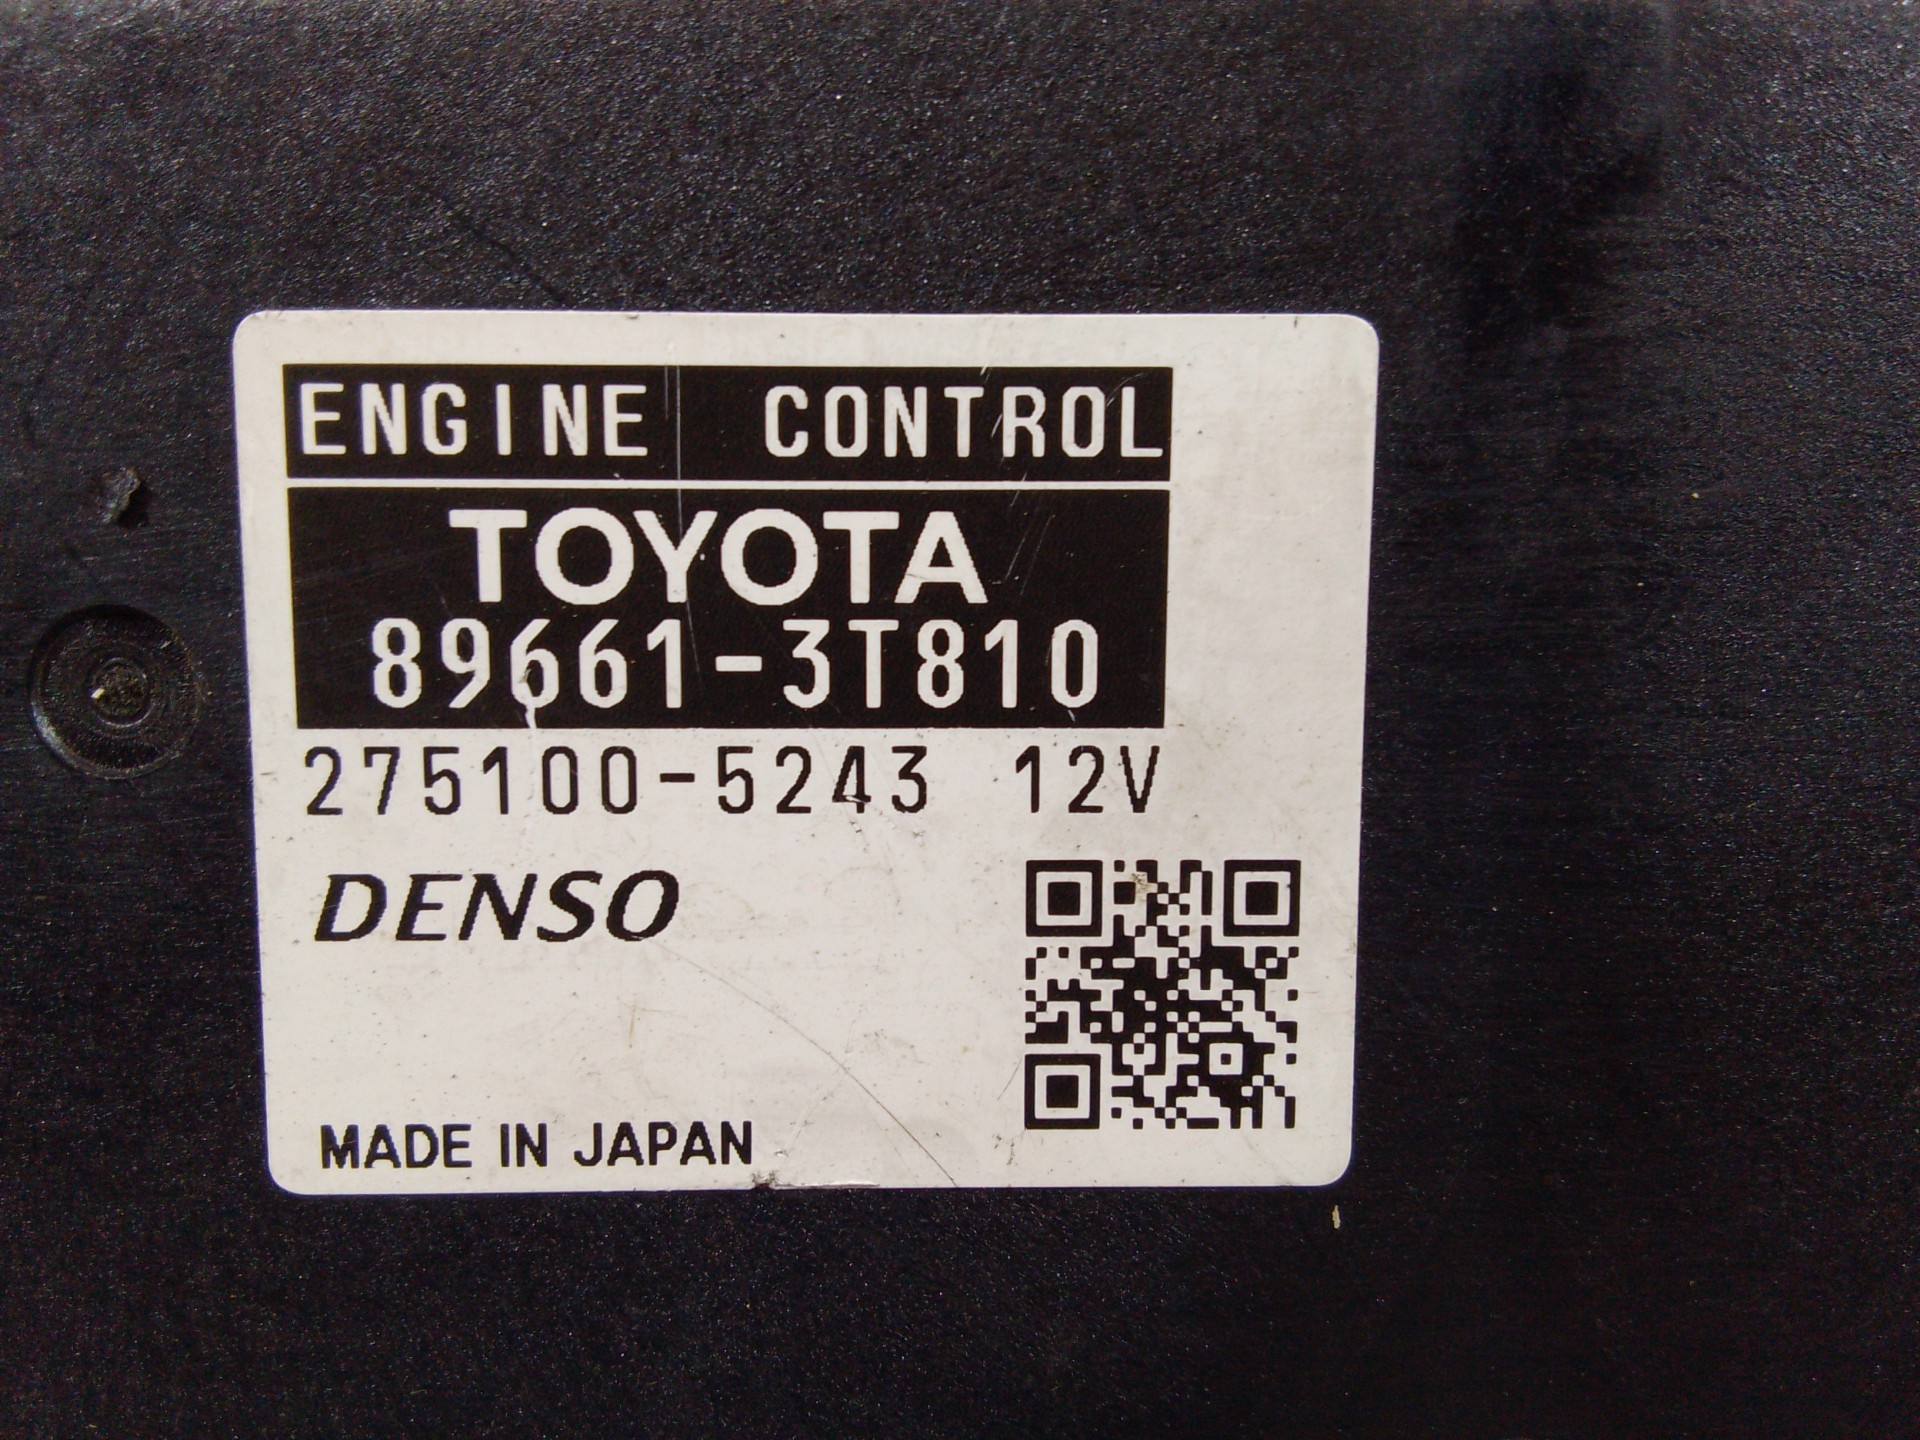 ENGINE CONTROL
TOYOTA
89661-3T810
275100-5243 12V
DENSO
MADE IN JAPAN